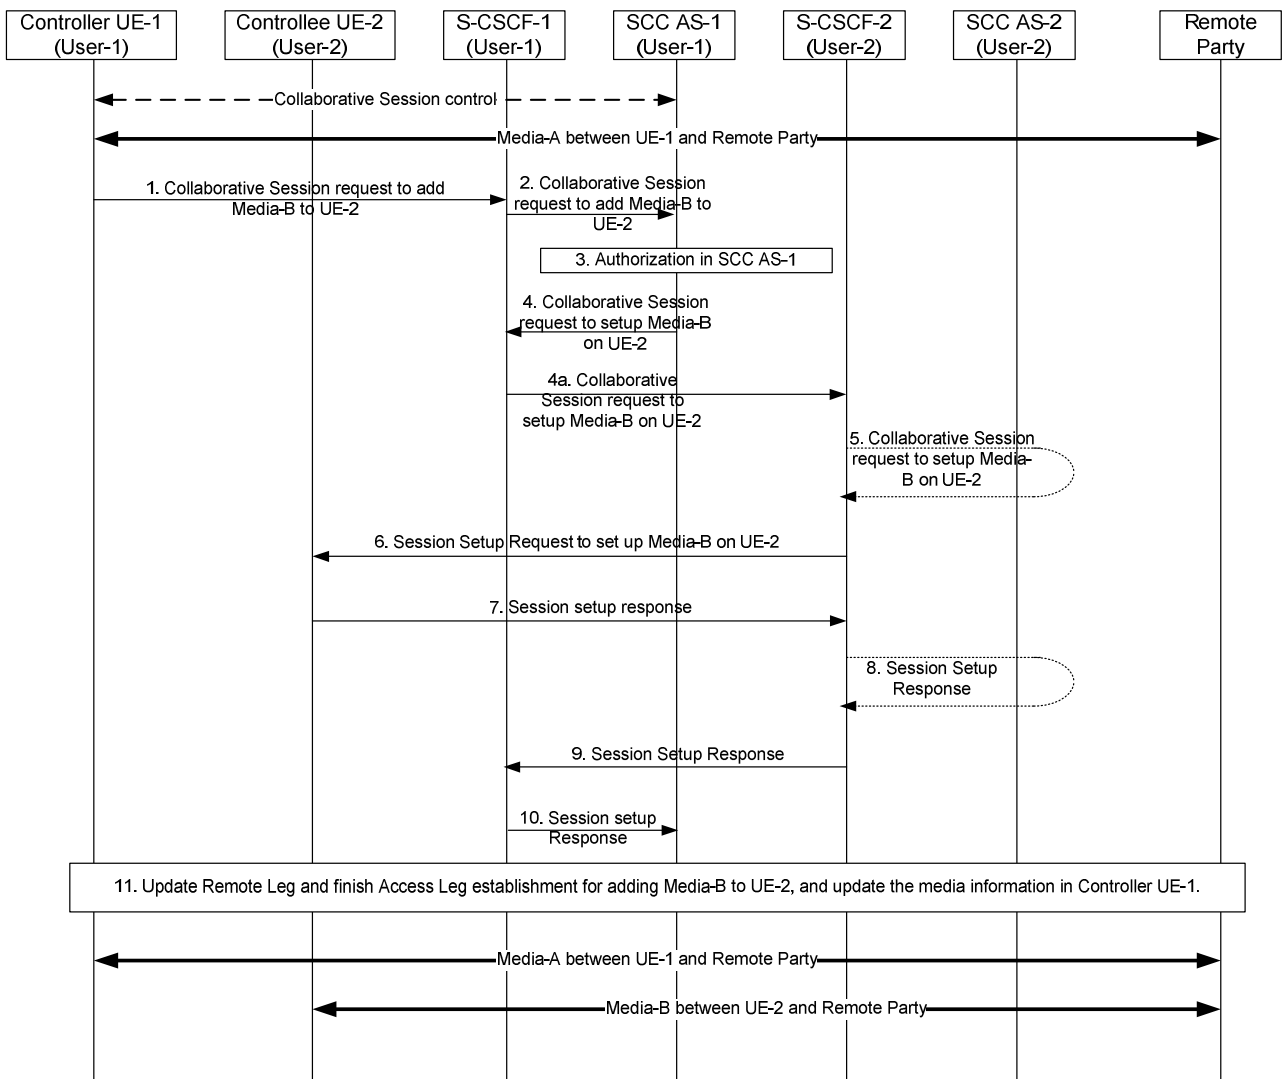 Controller UE-1
(User-1)
Controllee UE-2
(User-2)
S-CSCF-1
(User-1)
SCC AS-1
(User-1)
S-CSCF-2
(User-2)
SCC AS-2
(User-2)
Remote
Party
Collaborative Session control
Media-A between UE-1 and Remote Party
1. Collaborative Session request to add
Media-B to UE-2
2. Collaborative Session
request to add Media-B to
UE-2
3. Authorization in SCC AS-1
4. Collaborative Session
request to setup Media-B
on UE-2
4a. Collaborative
Session request to
setup Media-B on UE-2
5. Collaborative Session
request to setup Media-
B on UE-2
6. Session Setup Request to set up Media-B on UE-2
7. Session setup response
8. Session Setup
Response
9. Session Setup Response
10. Session setup
Response
11. Update Remote Leg and finish Access Leg establishment for adding Media-B to UE-2, and update the media information in Controller UE-1.
Media-A between UE-1 and Remote Party
Media-B between UE-2 and Remote Party